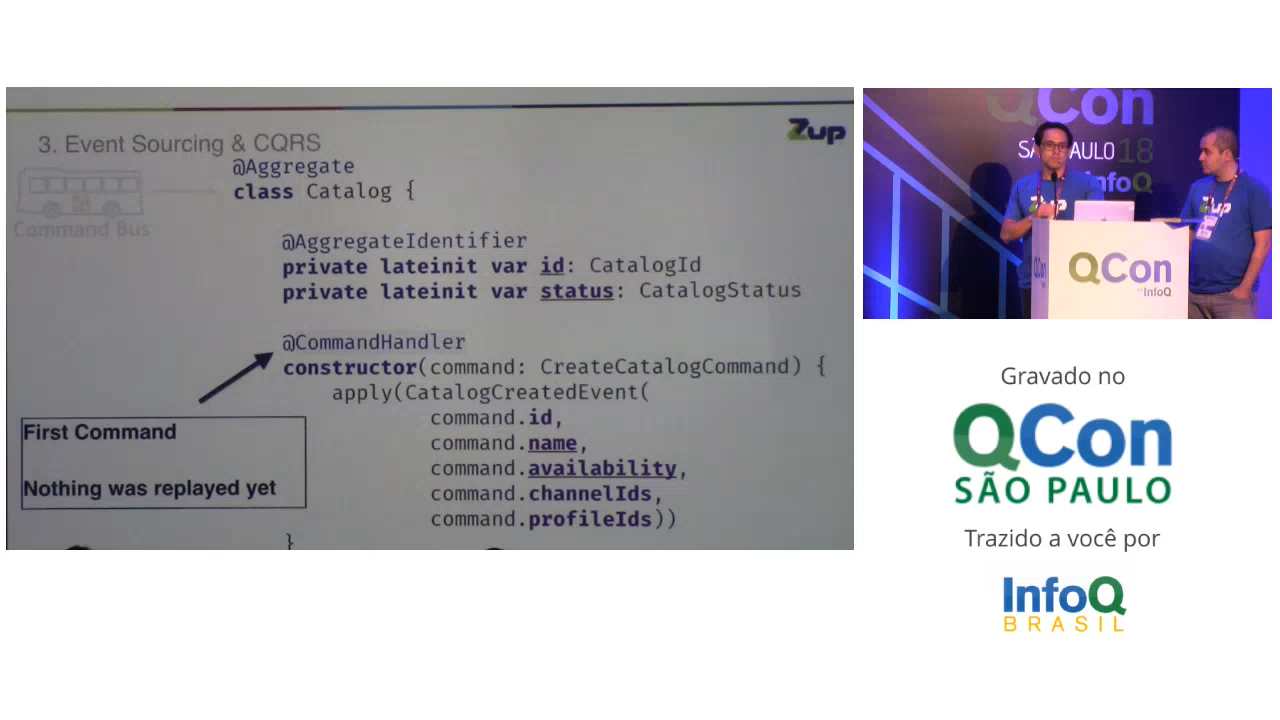 3. Event Sourcing & CQRS
Zup
Command Bus
@Aggregate
class Catalog {
@AggregateIdentifier
private lateinit var id: CatalogId
private lateinit var status: CatalogStatus
@CommandHandler
constructor(command: CreateCatalogCommand) {
apply(CatalogCreatedEvent(
command.id,
command.name,
command.availability,
command.channelIds,
command.profileIds))
}
First Command
Nothing was replayed yet
QCon
SÃO PAULO 18
InfoQ
Zup
Zup
QCon
QCon
InfoQ
Gravado no
QCon
SÃO PAULO
Trazido a você por
InfoQ
BRASIL